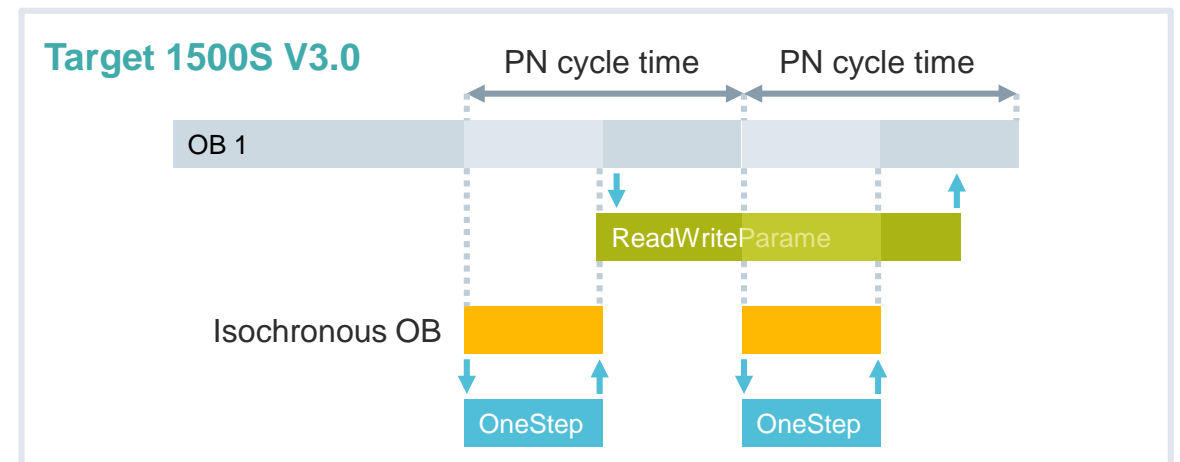 Target 1500S V3.0
PN cycle time PN cycle time
OB 1
ReadWriteParame
Isochronous OB
OneStep OneStep